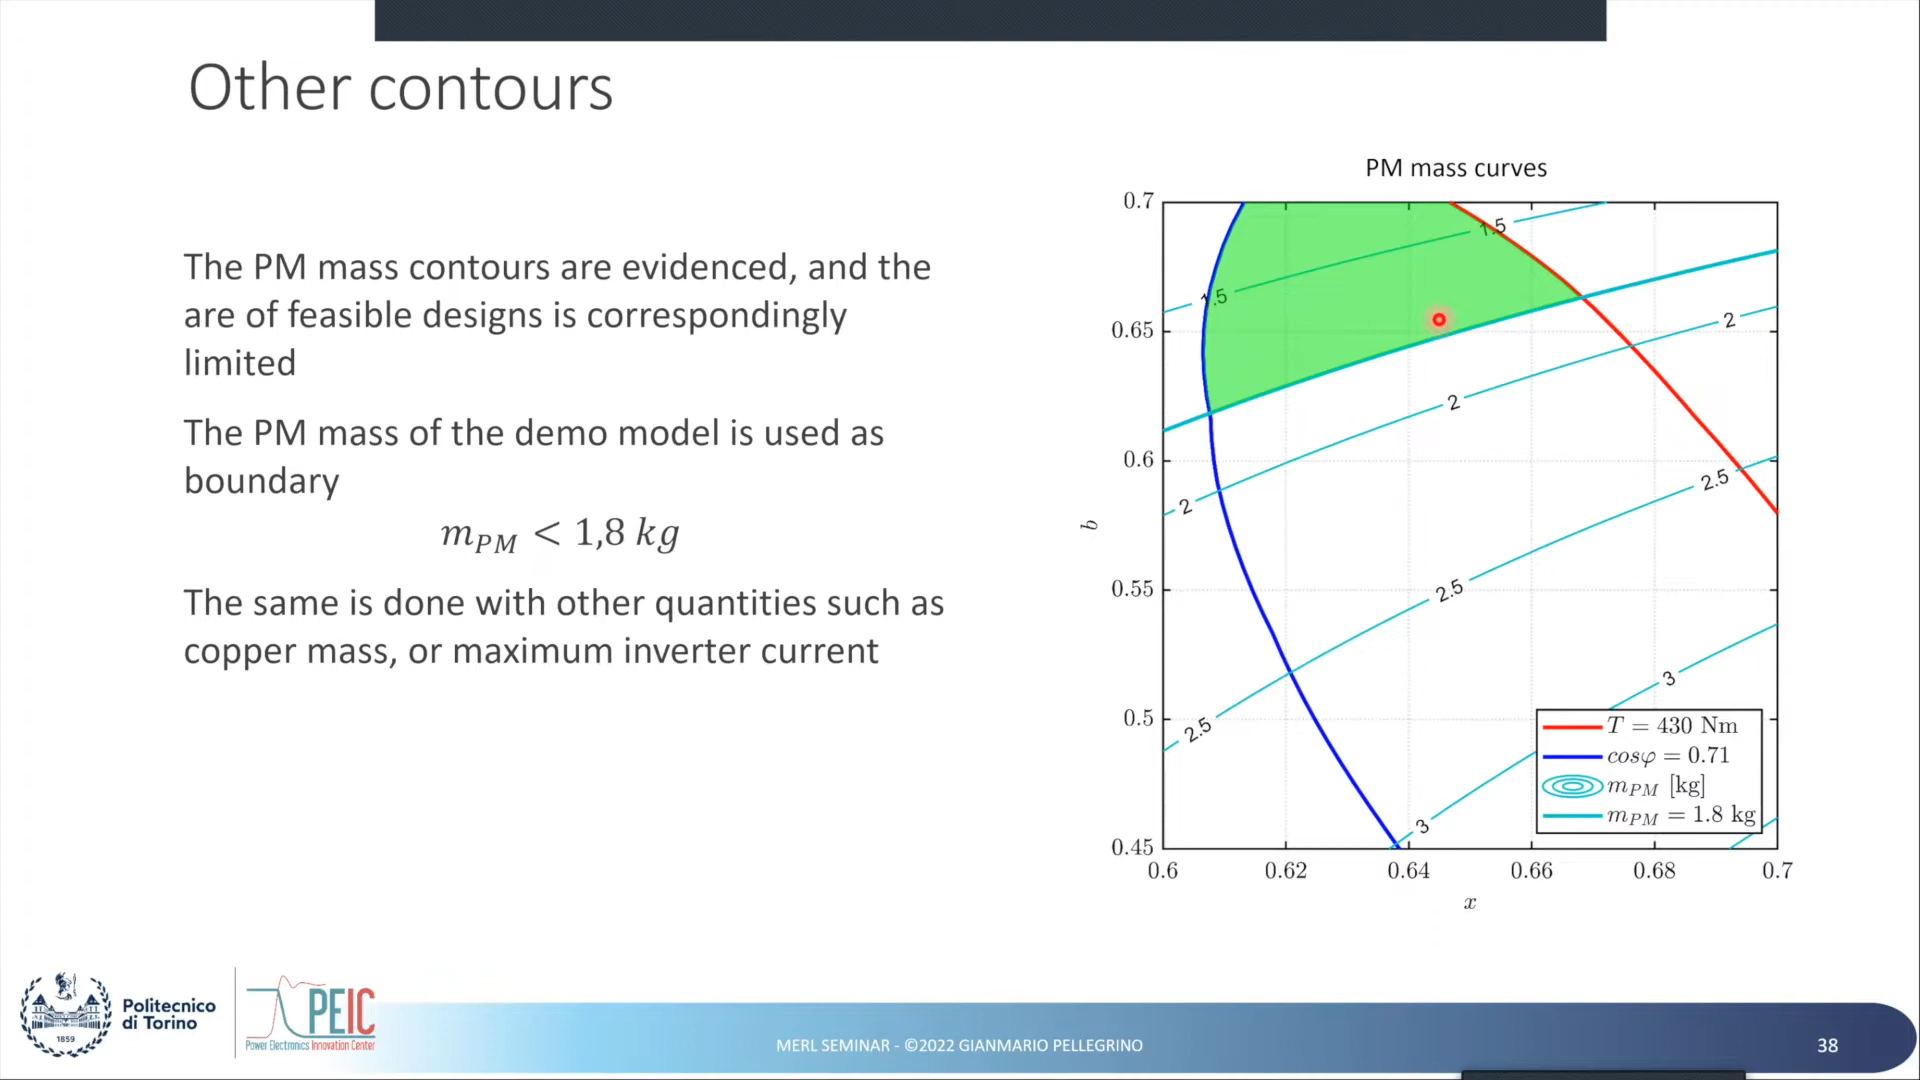 Other contours
The PM mass contours are evidenced, and the
are of feasible designs is correspondingly
limited
The PM mass of the demo model is used as
boundary
m_PM < 1,8 kg
The same is done with other quantities such as
copper mass, or maximum inverter current
PM mass curves
0.7
0.65
0.6
0.55
0.5
0.45
b
0.6 0.62 0.64 0.66 0.68 0.7
x
1.5
1.5
2
2
2
2.5
2.5
2.5
3
3
T = 430 Nm
cosφ = 0.71
m_PM [kg]
m_PM = 1.8 kg
Politecnico
di Torino
1859
PEIC
Power Electronics Innovation Center
MERL SEMINAR - ©2022 GIANMARIO PELLEGRINO
38